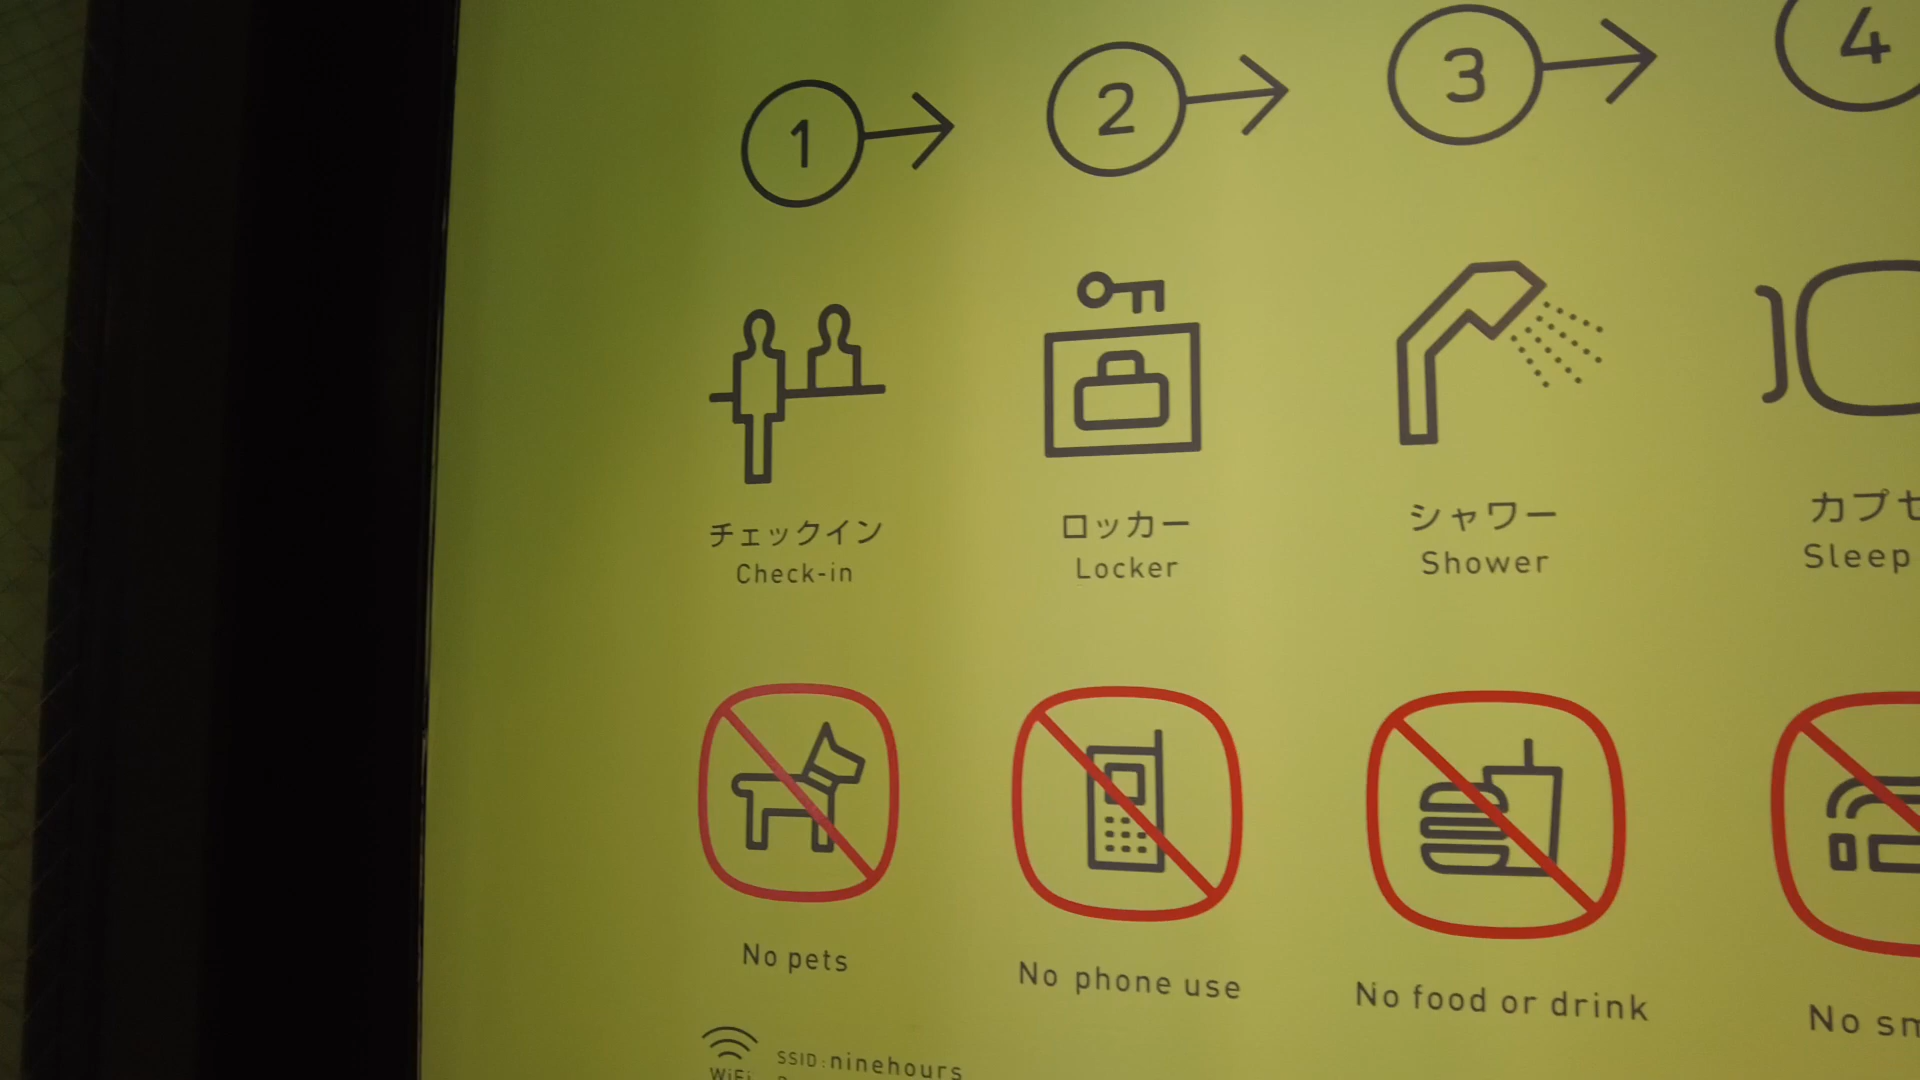 1 2 3 4
チェックイン ロッカー シャワー カプセ
Check-in Locker Shower Sleep
No pets No phone use No food or drink No sm
SSID:ninehours
WiFi